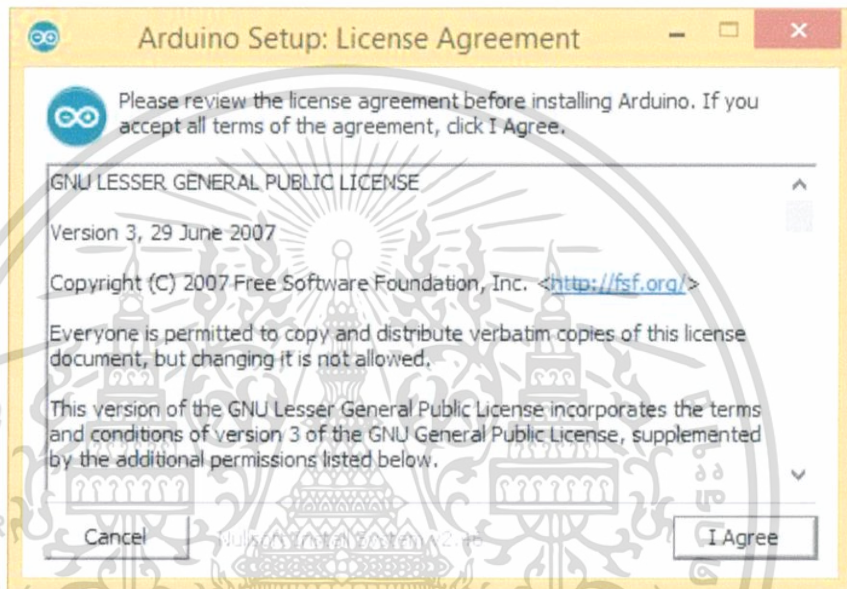 Arduino Setup: License Agreement
Please review the license agreement before installing Arduino. If you
accept all terms of the agreement, click I Agree.
GNU LESSER GENERAL PUBLIC LICENSE
Version 3, 29 June 2007
Copyright (C) 2007 Free Software Foundation, Inc. <http://fsf.org/>
Everyone is permitted to copy and distribute verbatim copies of this license
document, but changing it is not allowed.
This version of the GNU Lesser General Public License incorporates the terms
and conditions of version 3 of the GNU General Public License, supplemented
by the additional permissions listed below.
Cancel
Nullsoft Install System
I Agree